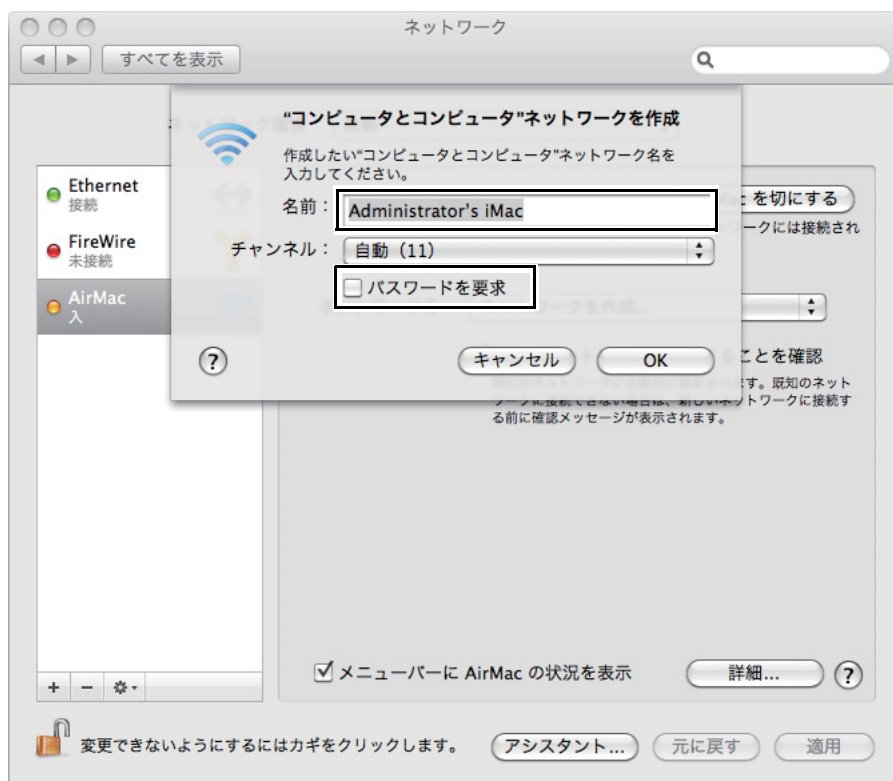 ネットワーク
すべてを表示
“コンピュータとコンピュータ”ネットワークを作成
作成したい“コンピュータとコンピュータ”ネットワーク名を
入力してください。
名前：
Administrator's iMac
チャンネル：
自動（11）
パスワードを要求
?
キャンセル
OK
Ethernet
接続
FireWire
未接続
AirMac
入
を切にする
ークには接続され
ことを確認
す。既知のネット
ワークに接続できない場合は、新しいネットワークに接続す
る前に確認メッセージが表示されます。
メニューバーに AirMac の状況を表示
詳細...
?
変更できないようにするにはカギをクリックします。
アシスタント...
元に戻す
適用